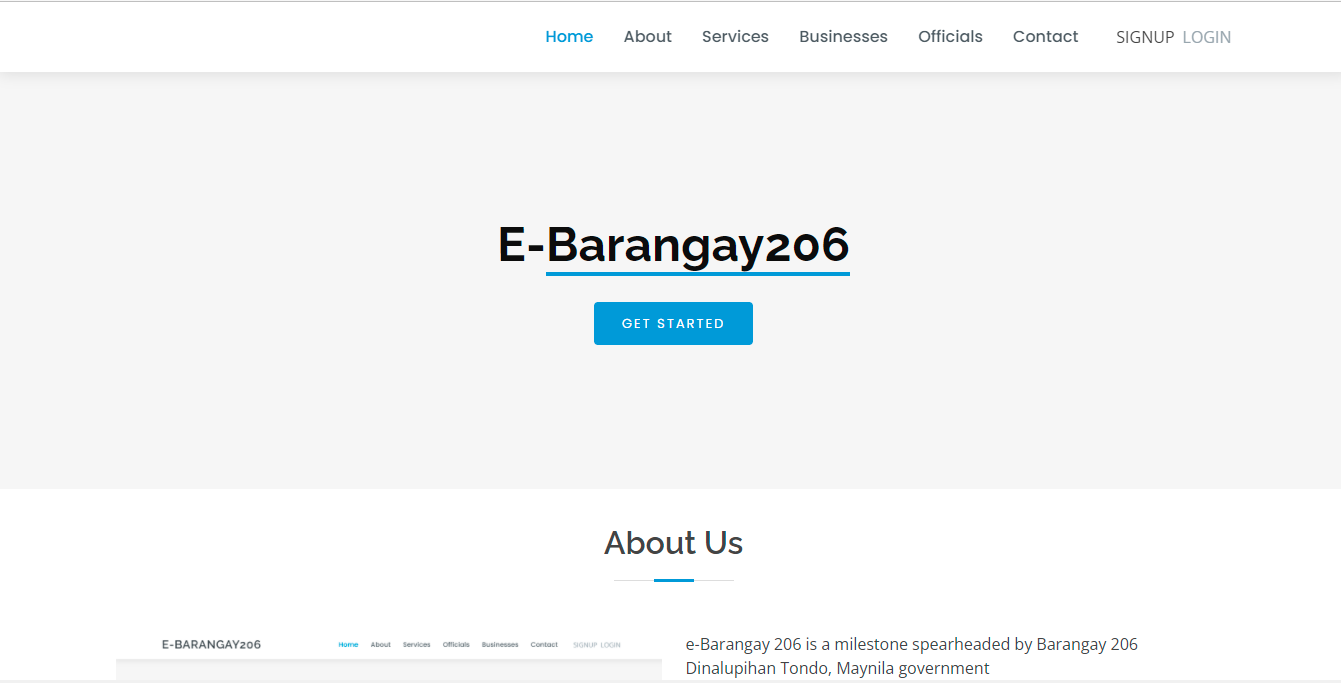 Home About Services Businesses Officials Contact SIGNUP LOGIN
E-Barangay206
GET STARTED
About Us
E-BARANGAY206 Home About Services Officials Businesses Contact SIGNUP LOGIN
e-Barangay 206 is a milestone spearheaded by Barangay 206
Dinalupihan Tondo, Maynila government